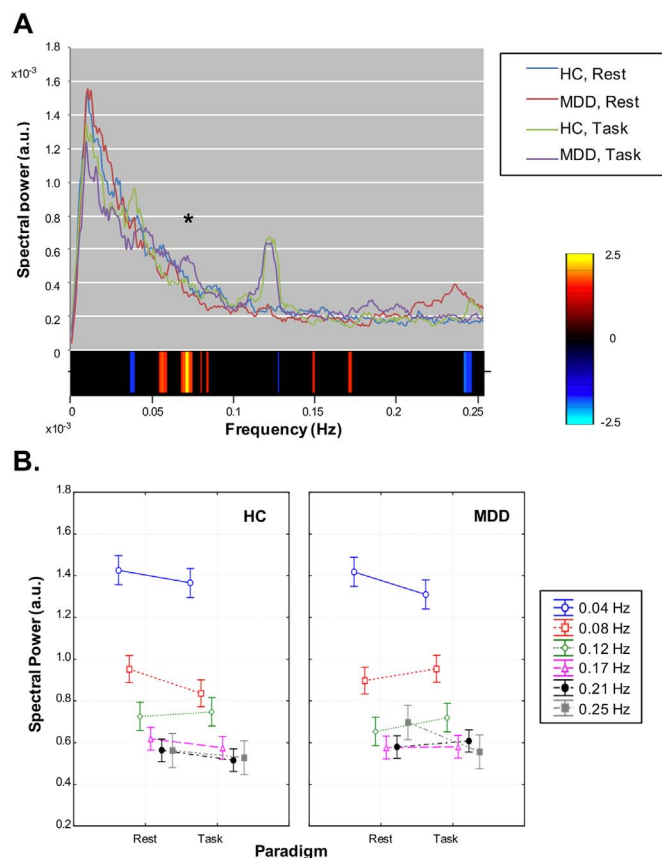 A
1.8
×10⁻³
1.6
1.4
1.2
1.0
0.8
0.6
0.4
0.2
0
Spectral power (a.u.)
*
HC, Rest
MDD, Rest
HC, Task
MDD, Task
2.5
0
-2.5
0
0.05
0.1
0.15
0.2
0.25
×10⁻³
Frequency (Hz)
B.
1.8
1.6
1.4
1.2
1.0
0.8
0.6
0.4
0.2
Spectral Power (a.u.)
HC
MDD
Rest
Task
Rest
Task
Paradigm
0.04 Hz
0.08 Hz
0.12 Hz
0.17 Hz
0.21 Hz
0.25 Hz